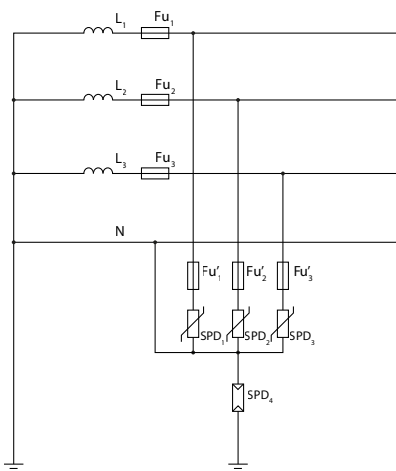 L₁ Fu₁
L₂ Fu₂
L₃ Fu₃
N
Fu'₁ Fu'₂ Fu'₃
SPD₁ SPD₂ SPD₃
SPD₄